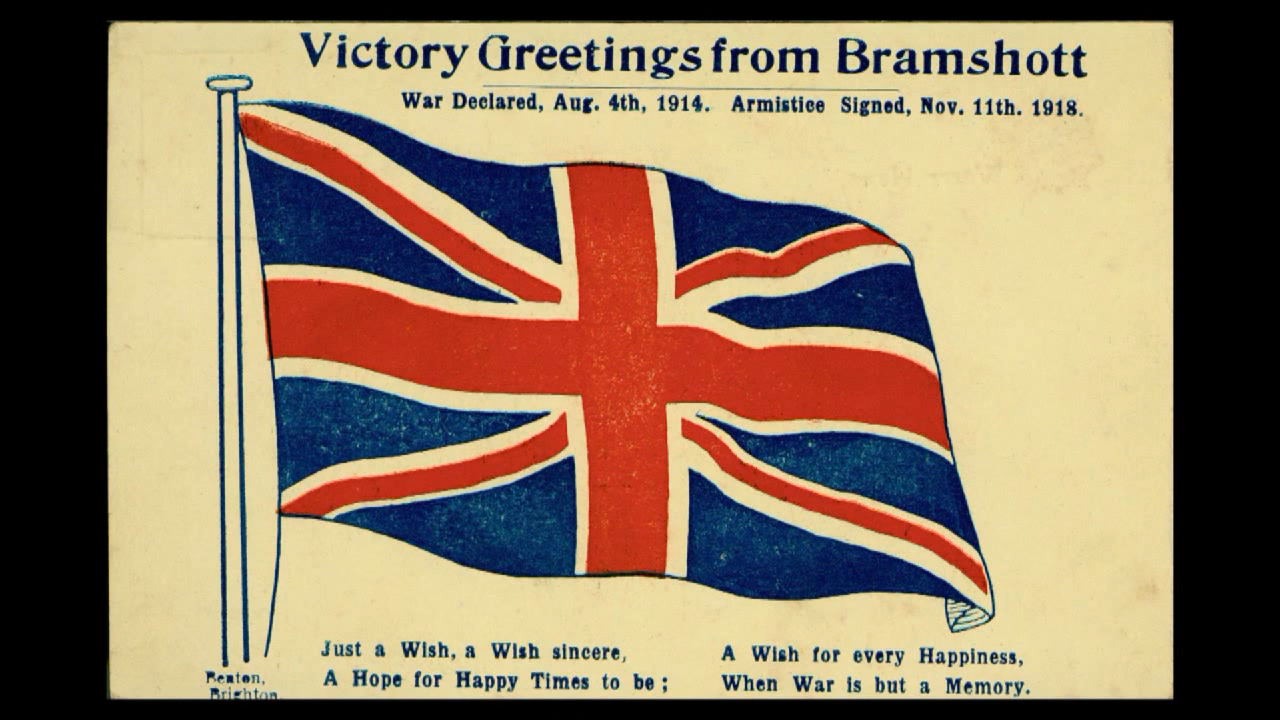 Victory Greetings from Bramshott
War Declared, Aug. 4th, 1914. Armistice Signed, Nov. 11th. 1918.
Just a Wish, a Wish sincere,
A Hope for Happy Times to be;
A Wish for every Happiness,
When War is but a Memory.
Beaton,
Brighton